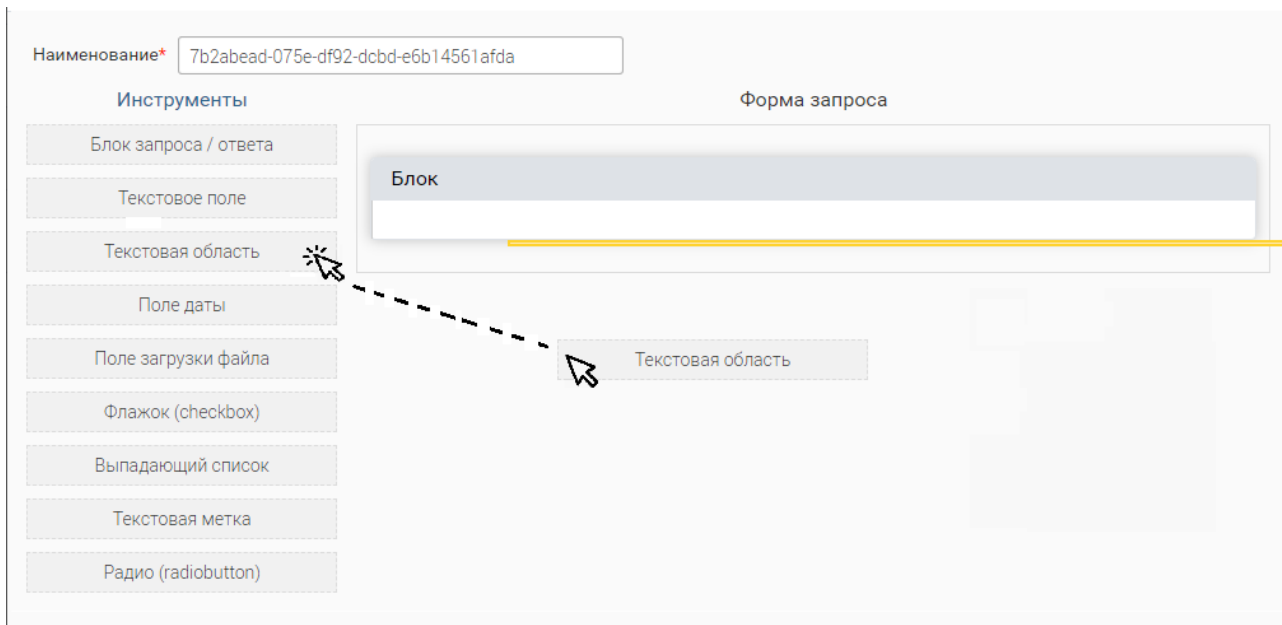 Наименование* 7b2abead-075e-df92-dcbd-e6b14561afda
Инструменты
Форма запроса
Блок запроса / ответа
Текстовое поле
Текстовая область
Поле даты
Поле загрузки файла
Флажок (checkbox)
Выпадающий список
Текстовая метка
Радио (radiobutton)
Блок
Текстовая область